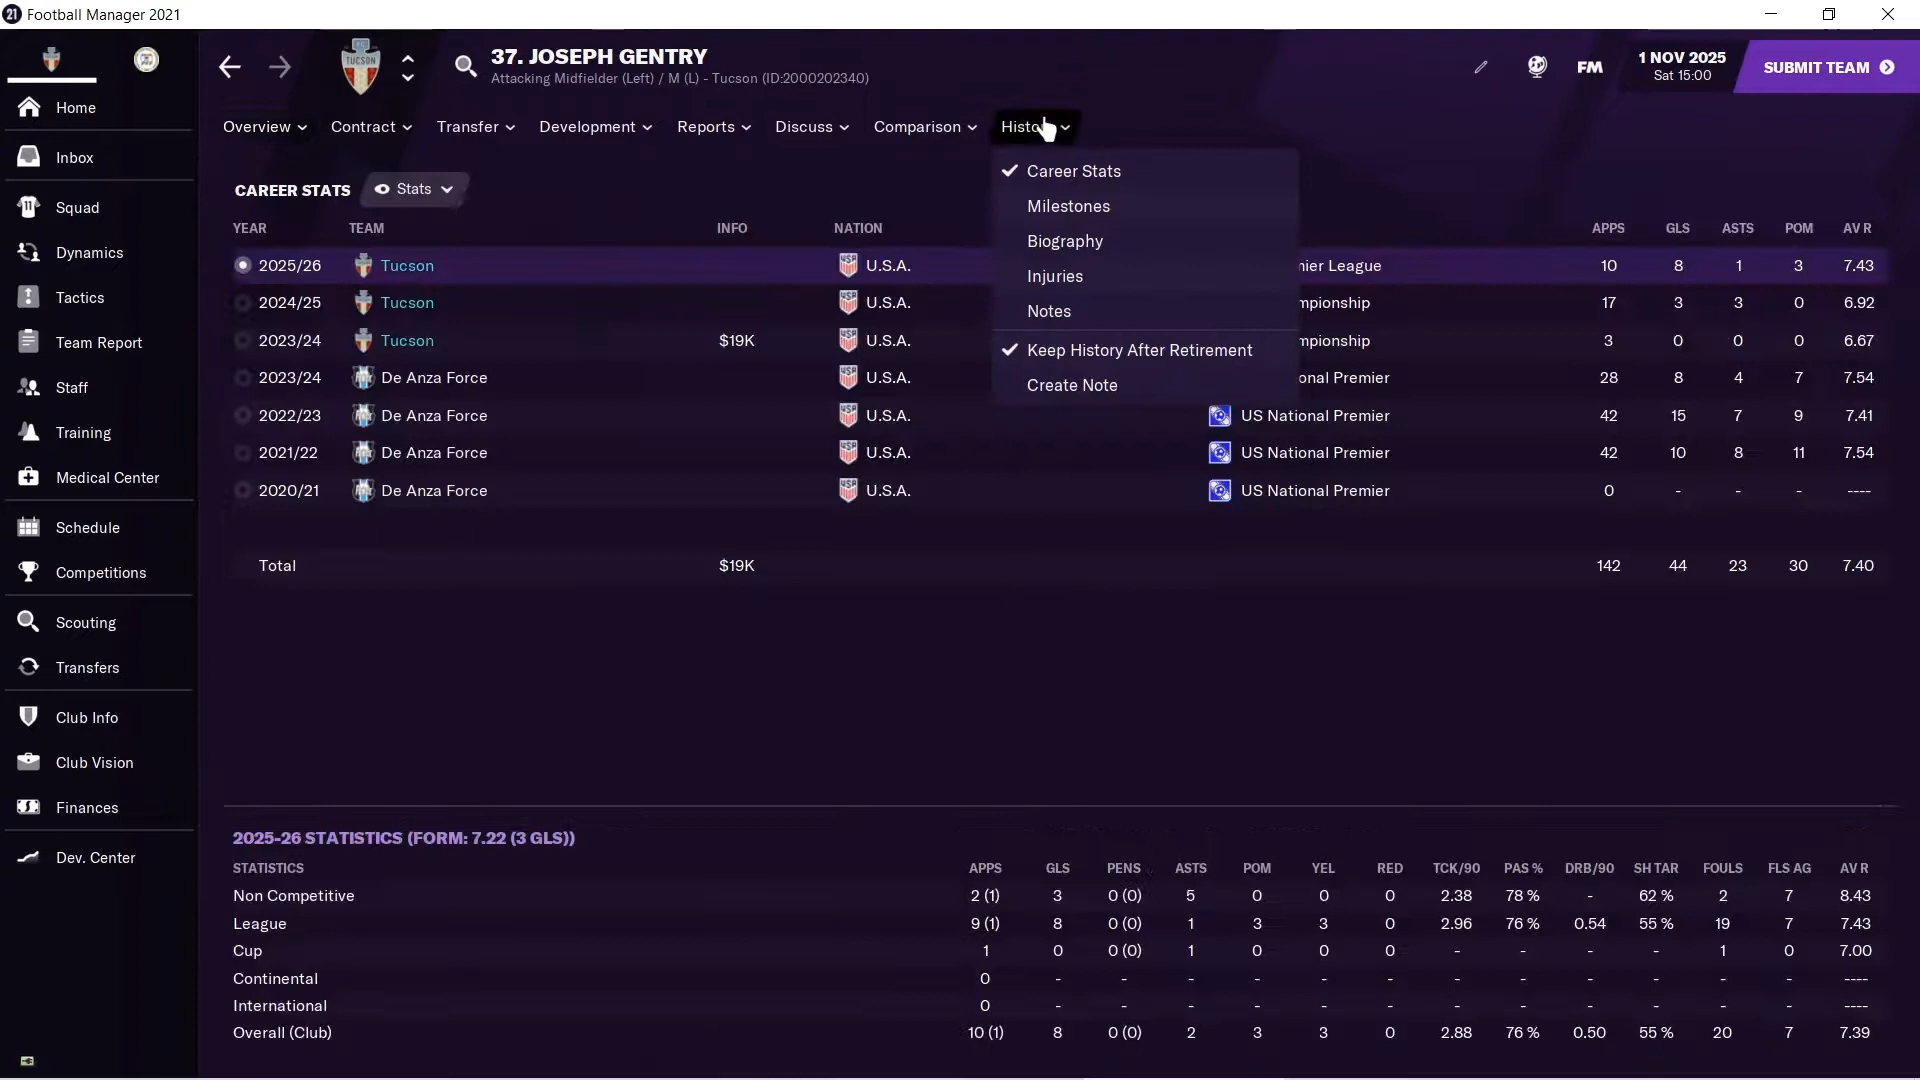 21 Football Manager 2021
37. JOSEPH GENTRY
Attacking Midfielder (Left) / M (L) - Tucson (ID:2000202340)
FM
1 NOV 2025
Sat 15:00
SUBMIT TEAM
TUCSON
Home
Inbox
Squad
Dynamics
Tactics
Team Report
Staff
Training
Medical Center
Schedule
Competitions
Scouting
Transfers
Club Info
Club Vision
Finances
Dev. Center
Overview Contract Transfer Development Reports Discuss Comparison
Career Stats
Milestones
Biography
Injuries
Notes
Keep History After Retirement
Create Note
CAREER STATS Stats
YEAR TEAM INFO NATION APPS GLS ASTS POM AV R
2025/26 Tucson U.S.A. League 10 8 1 3 7.43
2024/25 Tucson U.S.A. 17 3 3 0 6.92
2023/24 Tucson $19K U.S.A. 3 0 0 0 6.67
2023/24 De Anza Force U.S.A. Premier 28 8 4 7 7.54
2022/23 De Anza Force U.S.A. US National Premier 42 15 7 9 7.41
2021/22 De Anza Force U.S.A. US National Premier 42 10 8 11 7.54
2020/21 De Anza Force U.S.A. US National Premier 0 - - - ----
Total $19K 142 44 23 30 7.40
2025-26 STATISTICS (FORM: 7.22 (3 GLS))
STATISTICS APPS GLS PENS ASTS POM YEL RED TCK/90 PAS % DRB/90 SH TAR FOULS FLS AG AV R
Non Competitive 2 (1) 3 0 (0) 5 0 0 0 2.38 78 % - 62 % 2 7 8.43
League 9 (1) 8 0 (0) 1 3 3 0 2.96 76 % 0.54 55 % 19 7 7.43
Cup 1 0 0 (0) 1 0 0 0 - - - - 1 0 7.00
Continental 0 - - - - - - - - - - - - ----
International 0 - - - - - - - - - - - - ----
Overall (Club) 10 (1) 8 0 (0) 2 3 3 0 2.88 76 % 0.50 55 % 20 7 7.39